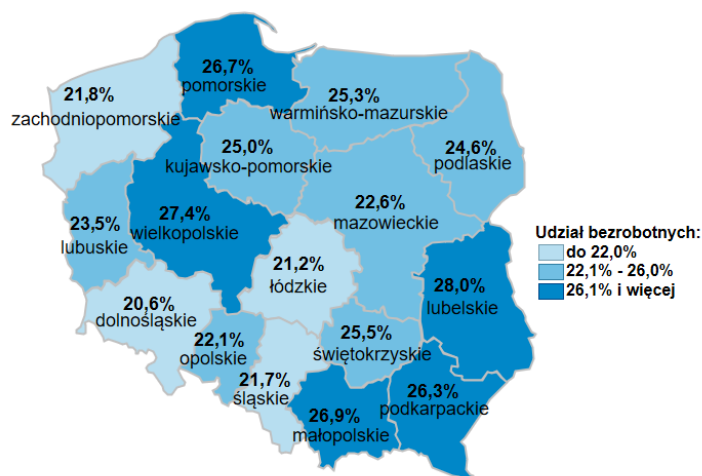 26,7%
pomorskie
21,8%
zachodniopomorskie
25,3%
warmińsko-mazurskie
25,0%
kujawsko-pomorskie
24,6%
podlaskie
22,6%
mazowieckie
23,5%
lubuskie
27,4%
wielkopolskie
21,2%
łódzkie
28,0%
lubelskie
20,6%
dolnośląskie
22,1%
opolskie
21,7%
śląskie
25,5%
świętokrzyskie
26,9%
małopolskie
26,3%
podkarpackie
Udział bezrobotnych:
do 22,0%
22,1% - 26,0%
26,1% i więcej